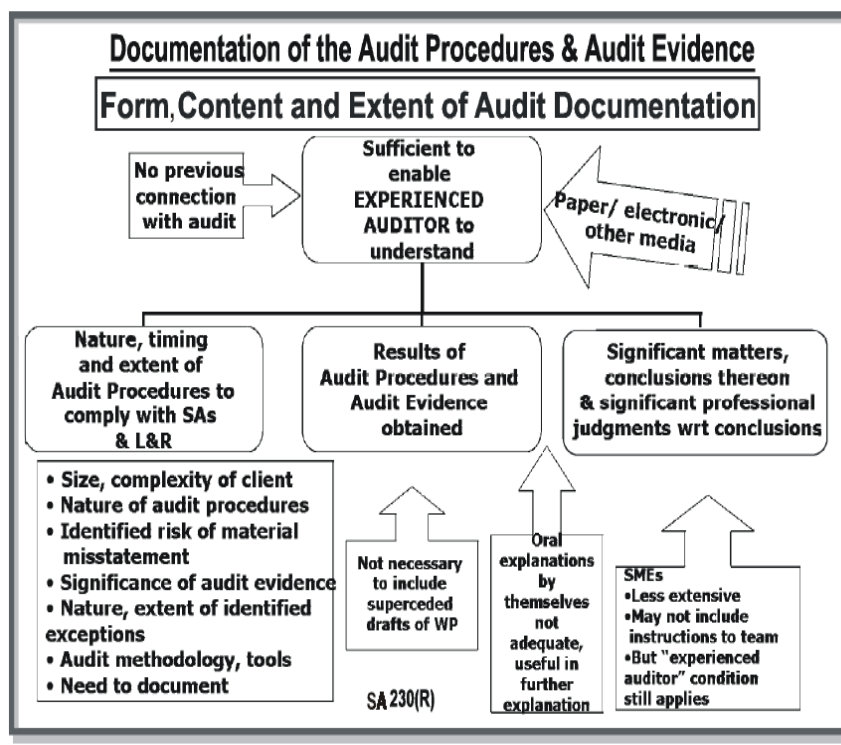 Documentation of the Audit Procedures & Audit Evidence
Form, Content and Extent of Audit Documentation
No previous
connection
with audit
Sufficient to
enable
EXPERIENCED
AUDITOR to
understand
Paper/ electronic/
other media
Nature, timing
and extent of
Audit Procedures to
comply with SAs
& L&R
Results of
Audit Procedures and
Audit Evidence
obtained
Significant matters,
conclusions thereon
& significant professional
judgments wrt conclusions
• Size, complexity of client
• Nature of audit procedures
• Identified risk of material
misstatement
• Significance of audit evidence
• Nature, extent of identified
exceptions
• Audit methodology, tools
• Need to document
Not necessary
to include
superceded
drafts of WP
Oral
explanations
by
themselves
not
adequate,
useful in
further
explanation
SMEs
•Less extensive
•May not include
instructions to team
•But "experienced
auditor" condition
still applies
SA 230(R)